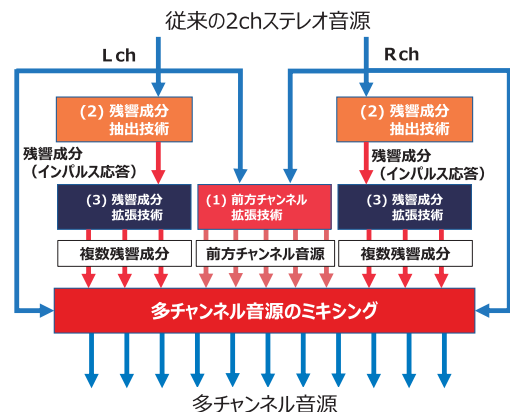 従来の2chステレオ音源
Lch
Rch
(2) 残響成分
抽出技術
(2) 残響成分
抽出技術
残響成分
（インパルス応答）
残響成分
（インパルス応答）
(3) 残響成分
拡張技術
(1) 前方チャンネル
拡張技術
(3) 残響成分
拡張技術
複数残響成分
前方チャンネル音源
複数残響成分
多チャンネル音源のミキシング
多チャンネル音源